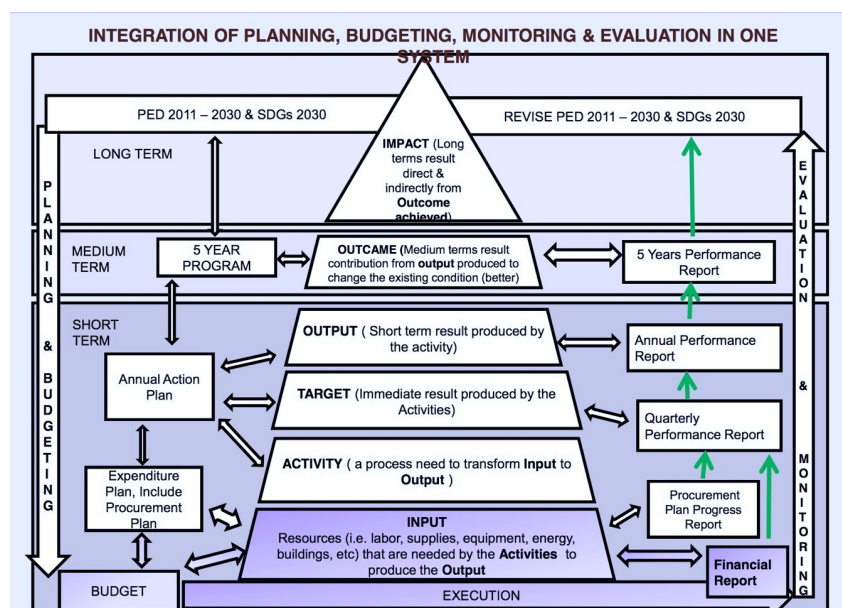 INTEGRATION OF PLANNING, BUDGETING, MONITORING & EVALUATION IN ONE
SYSTEM
PED 2011 – 2030 & SDGs 2030
REVISE PED 2011 - 2030 & SDGs 2030
LONG TERM
IMPACT (Long
terms result
direct &
indirectly from
Outcome
achieved)
PLANNING & BUDGETING
EVALUATION & MONITORING
MEDIUM
TERM
5 YEAR
PROGRAM
OUTCAME (Medium terms result
contribution from output produced to
change the existing condition (better)
5 Years Performance
Report
SHORT
TERM
OUTPUT ( Short term result produced by
the activity)
Annual Performance
Report
Annual Action
Plan
TARGET (Immediate result produced by the
Activities)
Quarterly
Performance Report
ACTIVITY ( a process need to transform Input to
Output )
Expenditure
Plan, Include
Procurement
Plan
Procurement
Plan Progress
Report
INPUT
Resources (i.e. labor, supplies, equipment, energy,
buildings, etc) that are needed by the Activities to
produce the Output
Financial
Report
BUDGET
EXECUTION